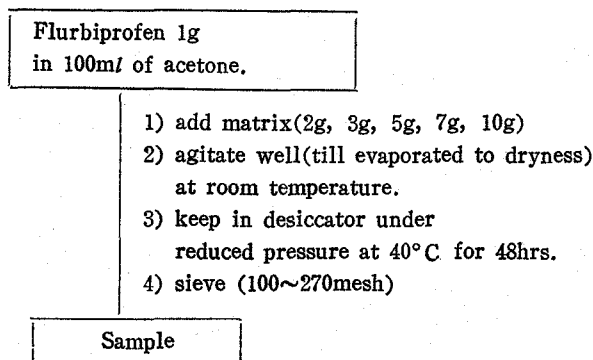 Flurbiprofen 1g
in 100ml of acetone.
1) add matrix(2g, 3g, 5g, 7g, 10g)
2) agitate well(till evaporated to dryness)
at room temperature.
3) keep in desiccator under
reduced pressure at 40°C for 48hrs.
4) sieve (100~270mesh)
Sample